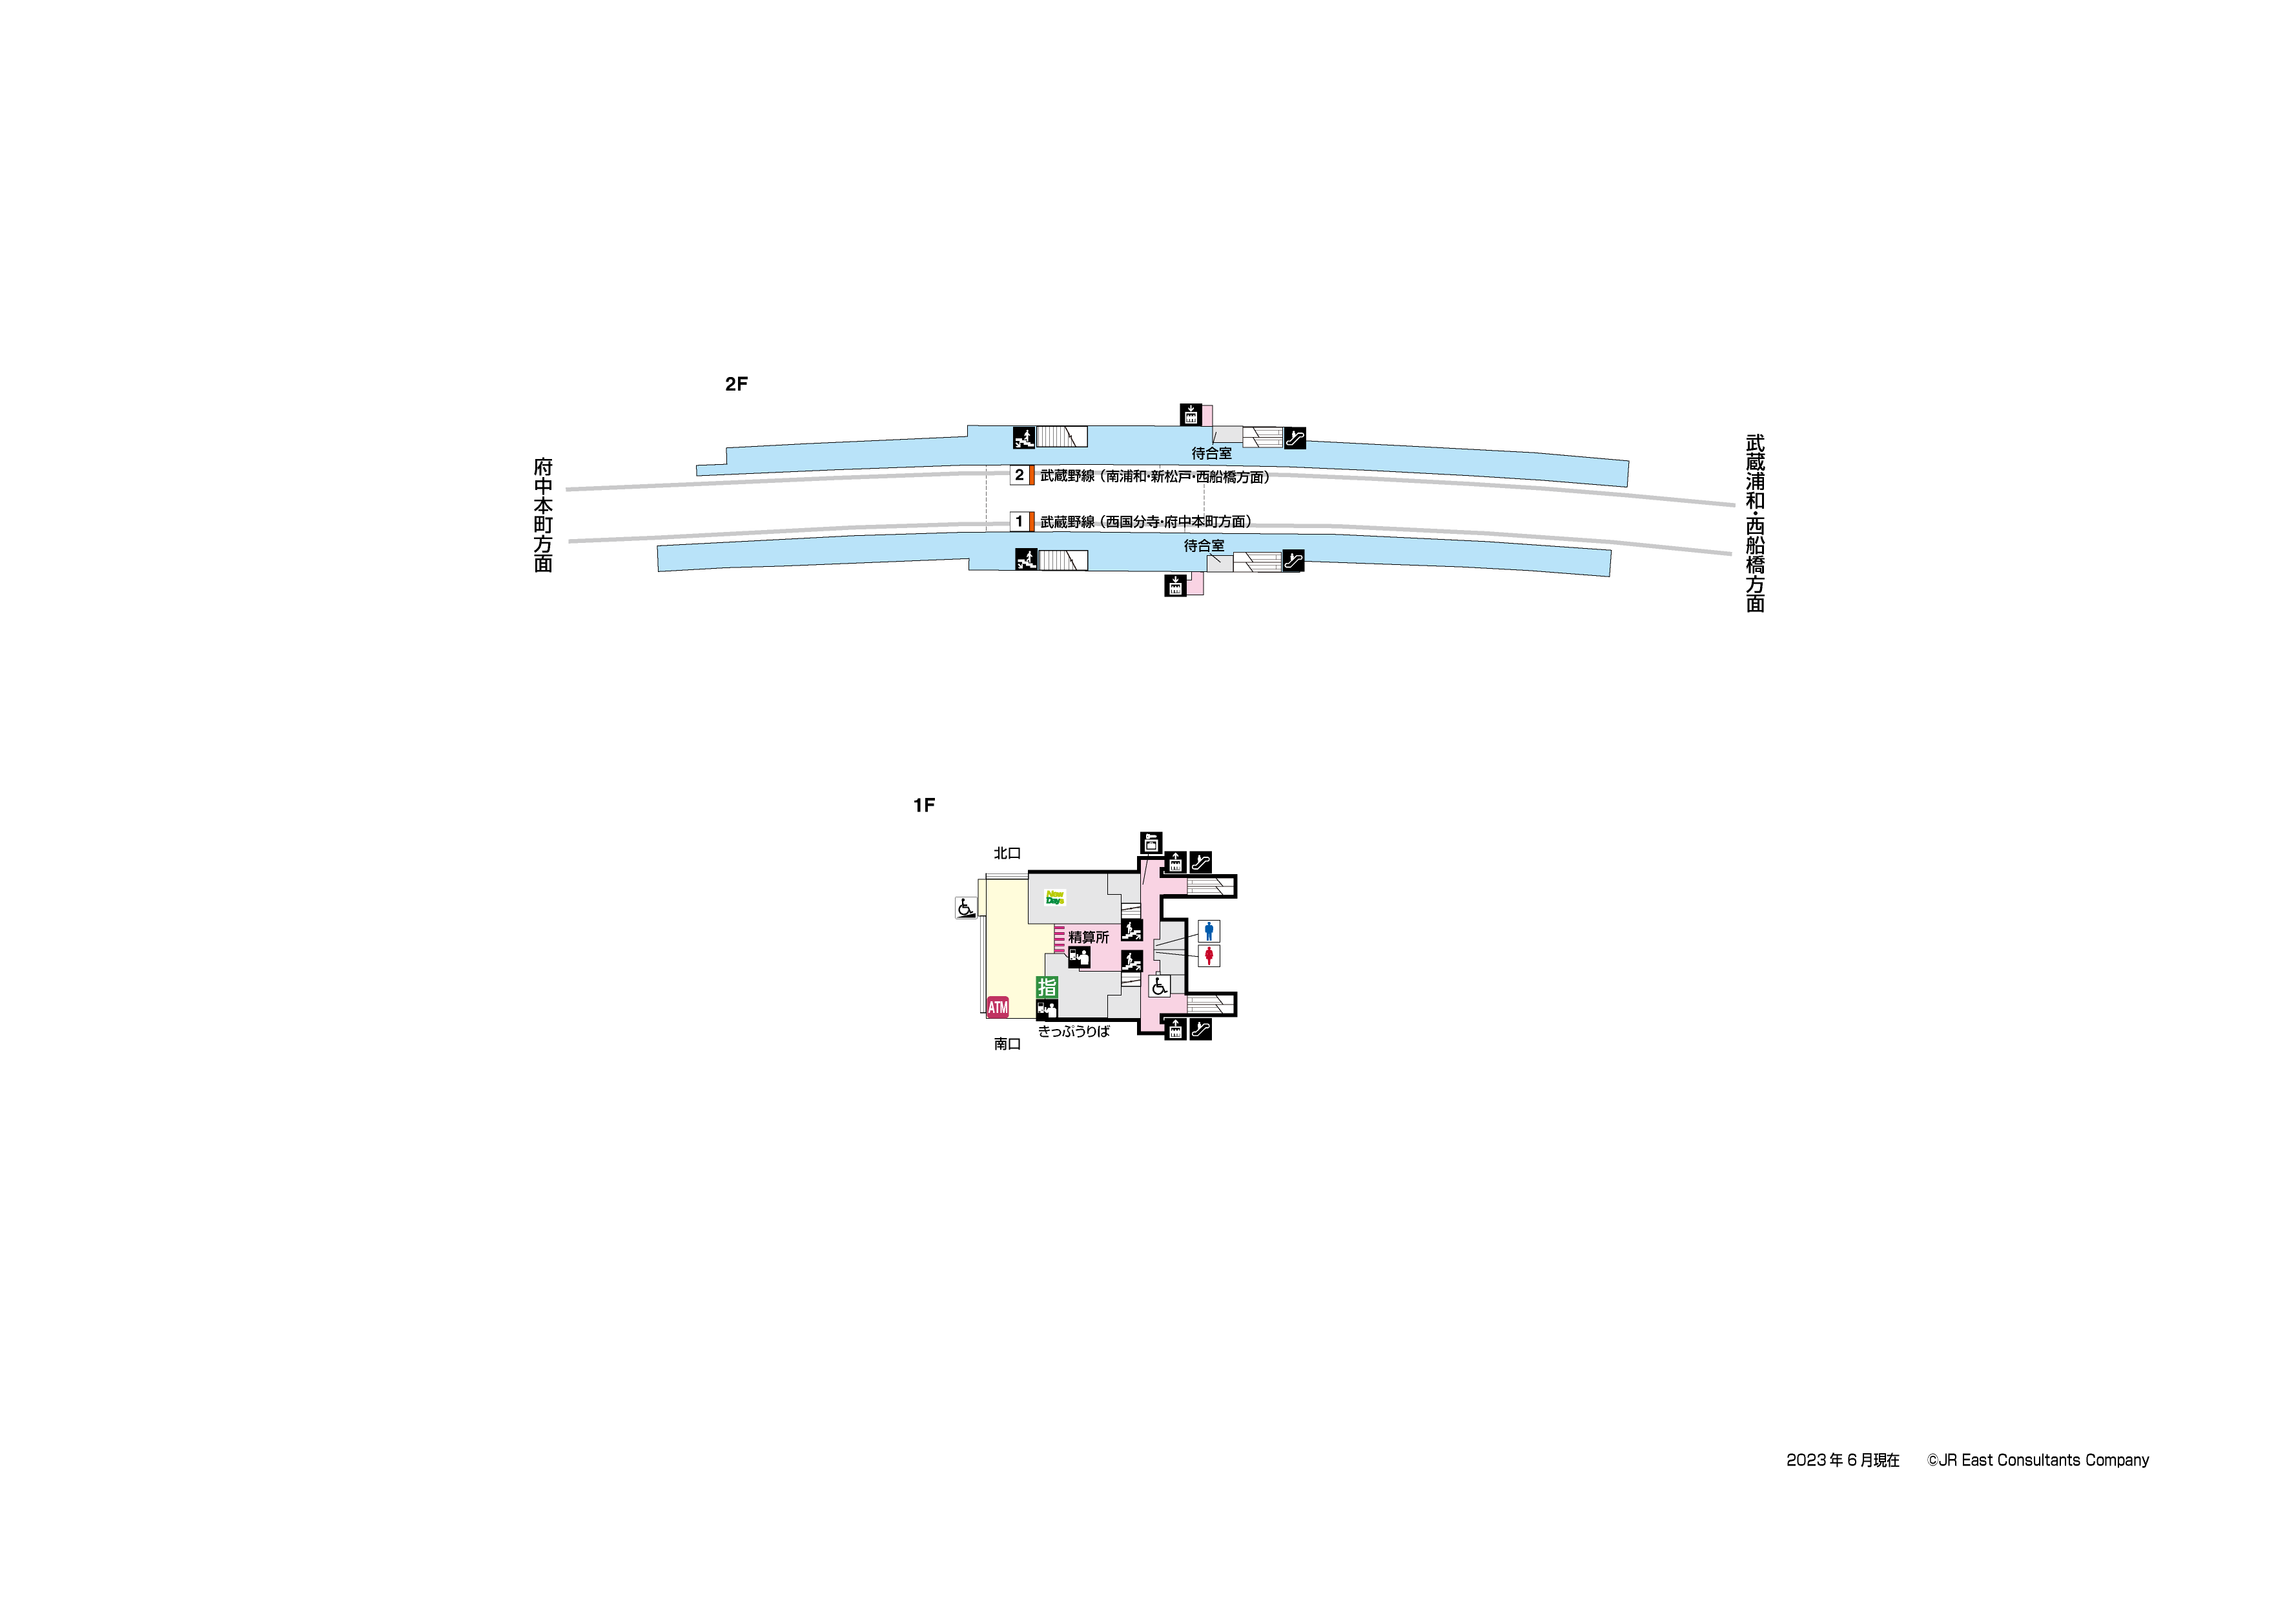 2F
府中本町方面
武蔵浦和・西船橋方面
待合室
2 武蔵野線（南浦和・新松戸・西船橋方面）
1 武蔵野線（西国分寺・府中本町方面）
待合室
1F
北口
New Days
精算所
指
ATM
きっぷうりば
南口
2023年6月現在 ©JR East Consultants Company